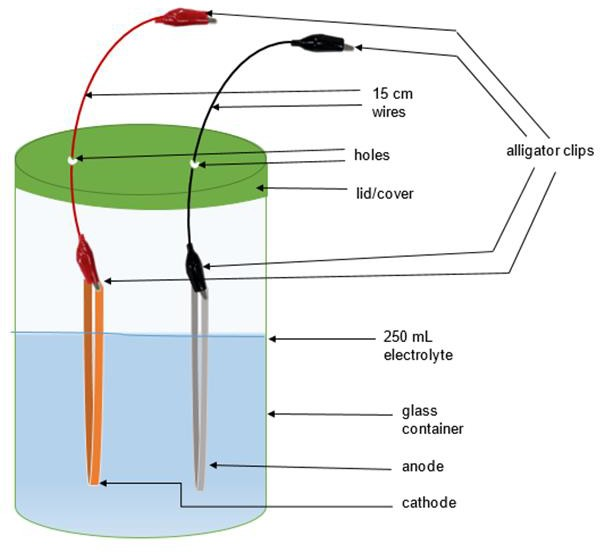 15 cm
wires
holes
alligator clips
lid/cover
250 mL
electrolyte
glass
container
anode
cathode